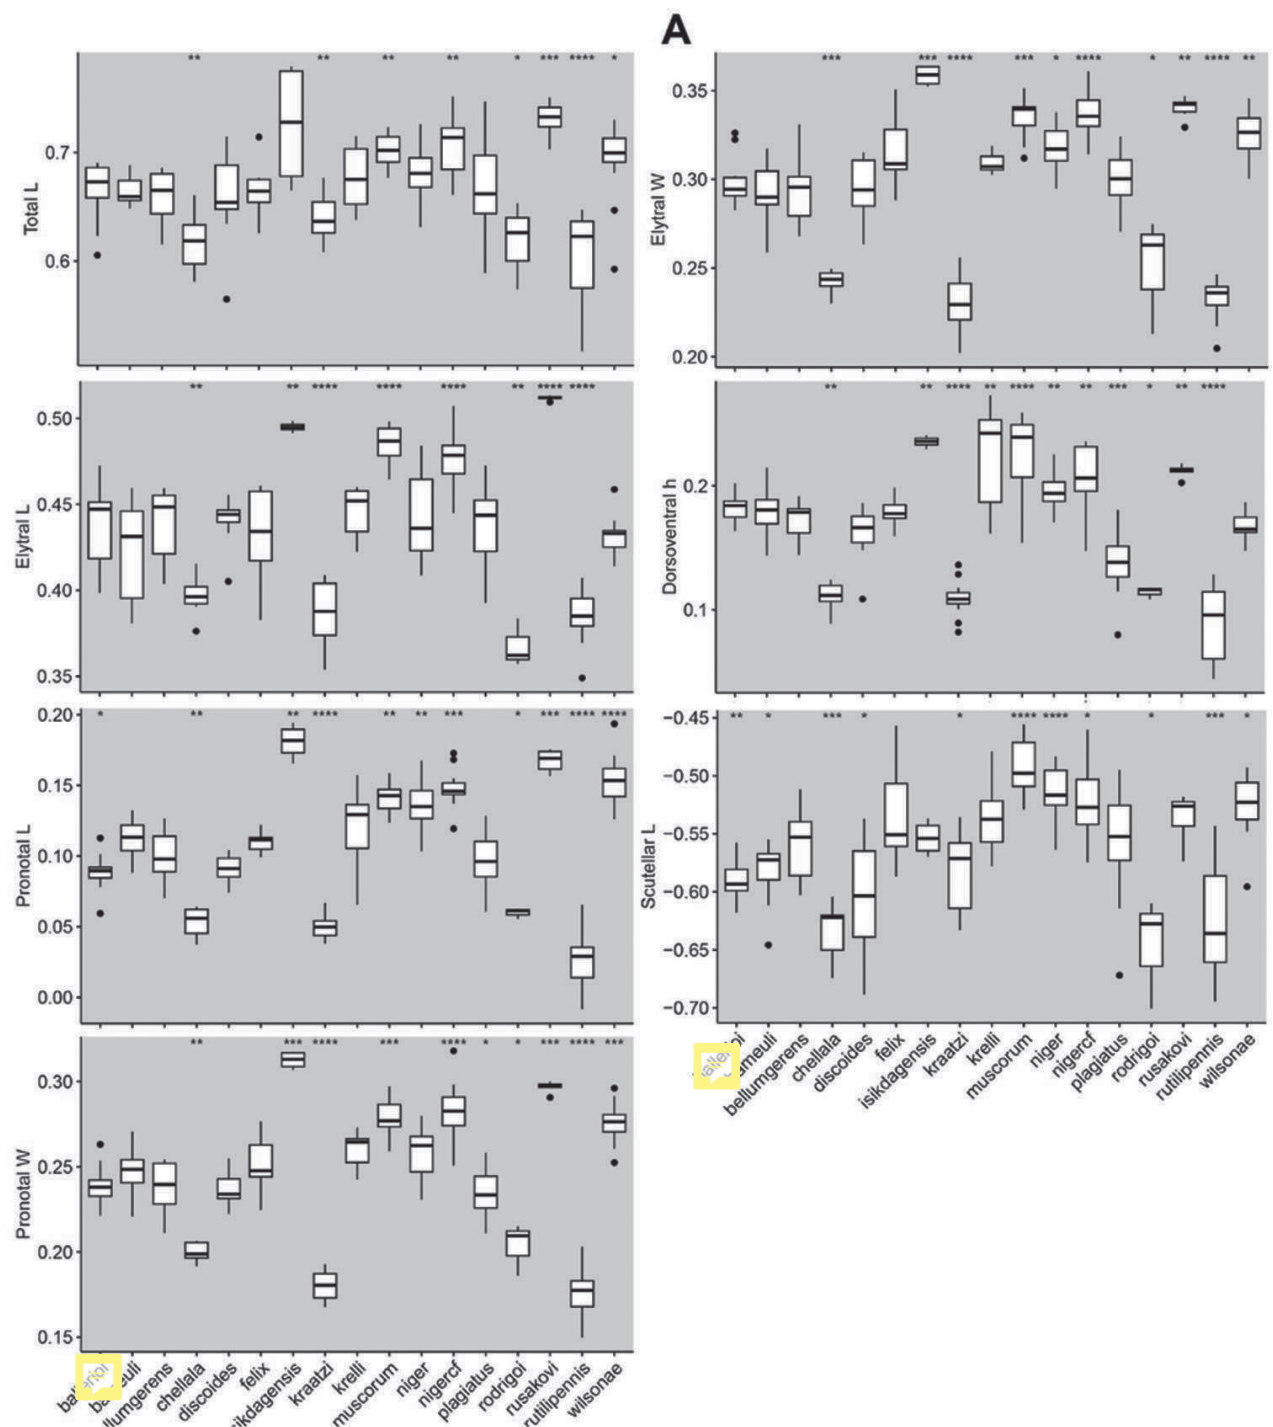 A
** ** ** ** * *** **** *
Total L
0.7
0.6
*** *** **** *** * **** * ** **** **
Elytral W
0.35
0.30
0.25
0.20
** ** **** **** **** ** **** ****
Elytral L
0.50
0.45
0.40
0.35
** ** **** ** **** ** ** *** * ** ****
Dorsoventral h
0.2
0.1
* ** ** **** ** ** *** * *** **** ****
Pronotal L
0.20
0.15
0.10
0.05
0.00
** * *** * * **** **** * * *** *
Scutellar L
−0.45
−0.50
−0.55
−0.60
−0.65
−0.70
bellumgerens
chellala
discoides
felix
isikdagensis
kraatzi
krelli
muscorum
niger
nigercf
plagiatus
rodrigoi
rusakovi
rutilipennis
wilsonae
** *** **** *** **** * * *** **** ***
Pronotal W
0.30
0.25
0.20
0.15
llumgerens
chellala
discoides
felix
sikdagensis
kraatzi
krelli
muscorum
niger
nigercf
plagiatus
rodrigoi
rusakovi
rutilipennis
wilsonae